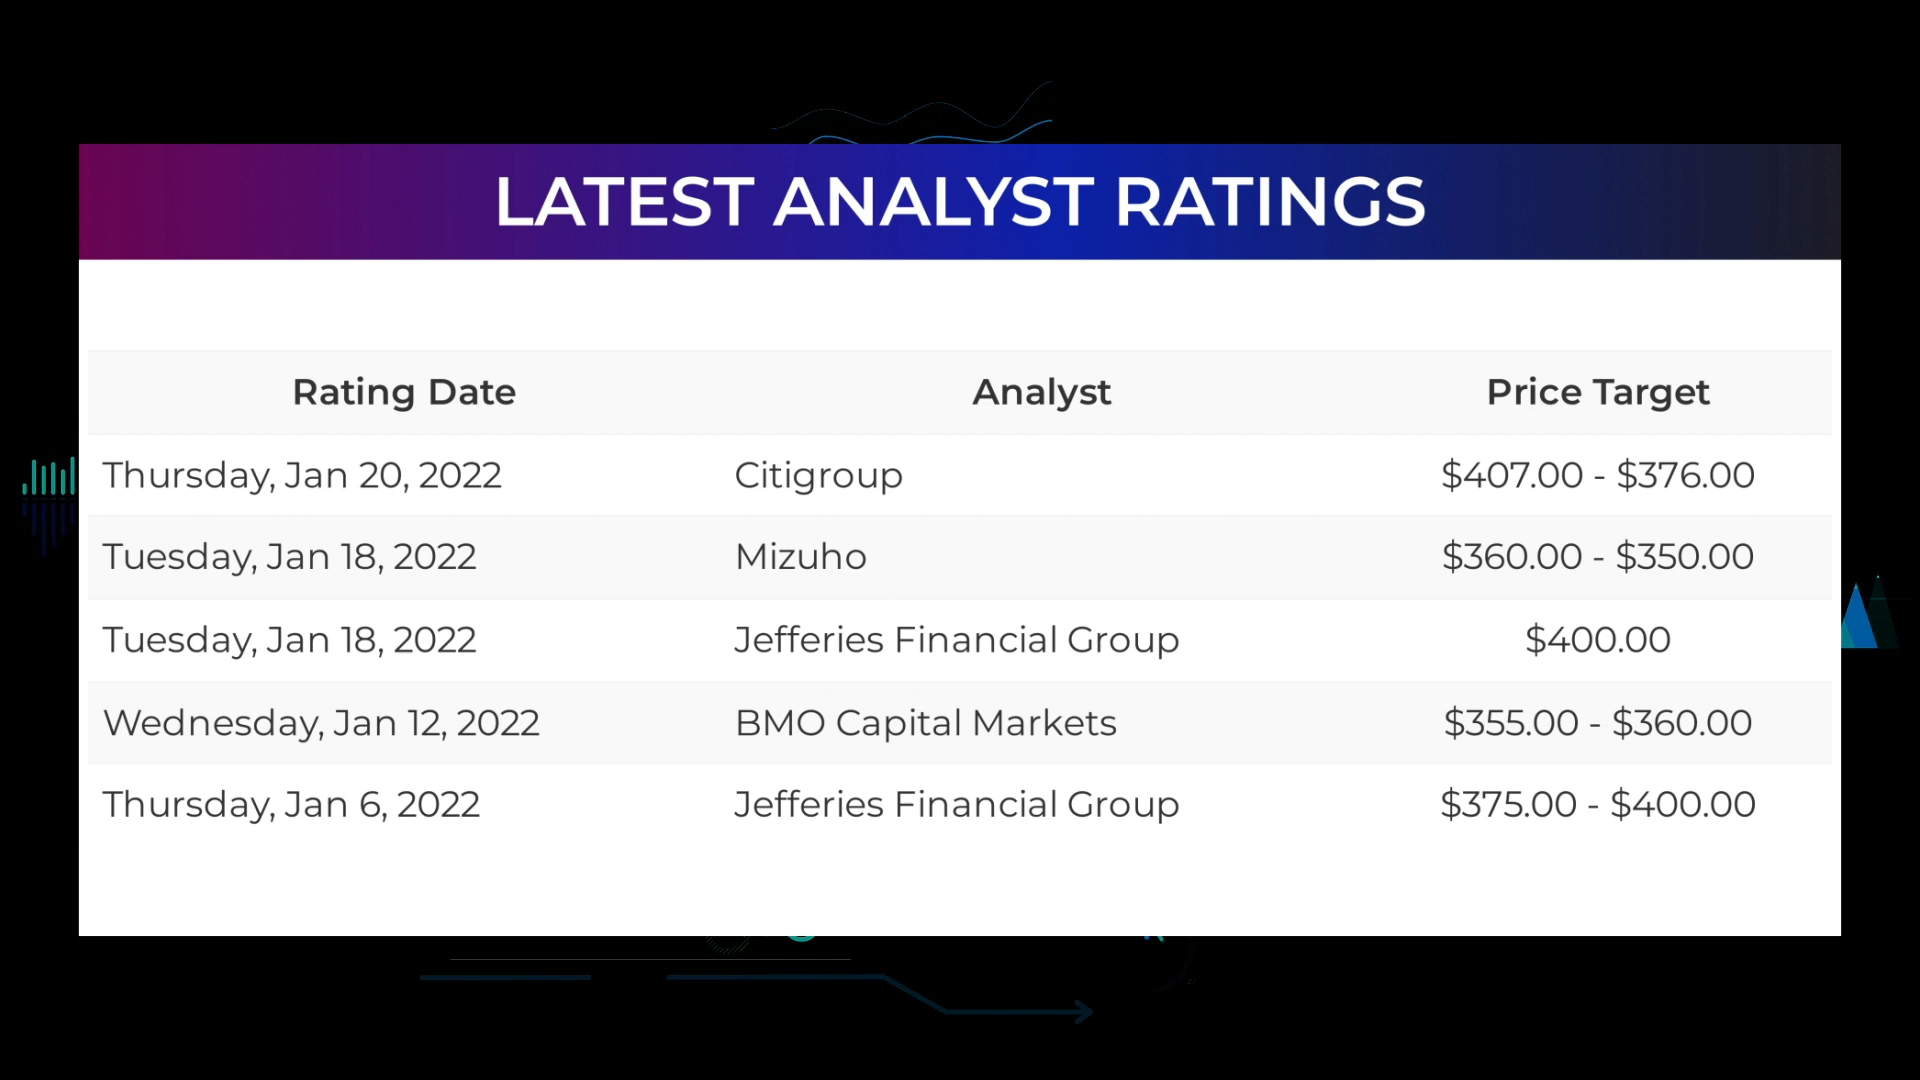 LATEST ANALYST RATINGS
Rating Date Analyst Price Target
Thursday, Jan 20, 2022 Citigroup $407.00 - $376.00
Tuesday, Jan 18, 2022 Mizuho $360.00 - $350.00
Tuesday, Jan 18, 2022 Jefferies Financial Group $400.00
Wednesday, Jan 12, 2022 BMO Capital Markets $355.00 - $360.00
Thursday, Jan 6, 2022 Jefferies Financial Group $375.00 - $400.00